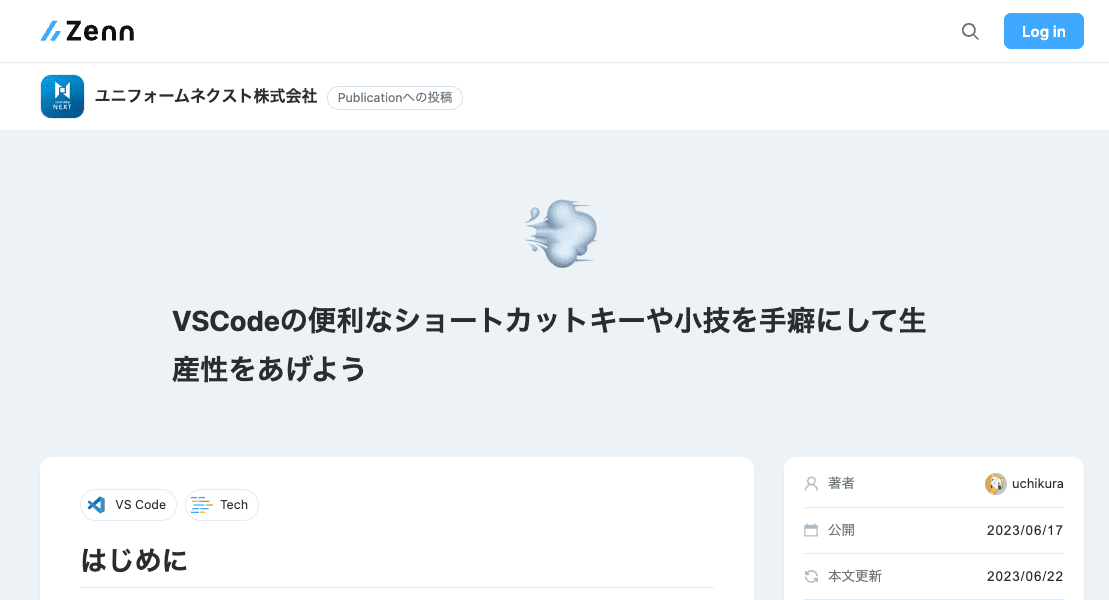 Zenn
Log in
NEXT
ユニフォームネクスト株式会社
Publicationへの投稿
VSCodeの便利なショートカットキーや小技を手癖にして生
産性をあげよう
VS Code
Tech
はじめに
著者
uchikura
公開
2023/06/17
本文更新
2023/06/22